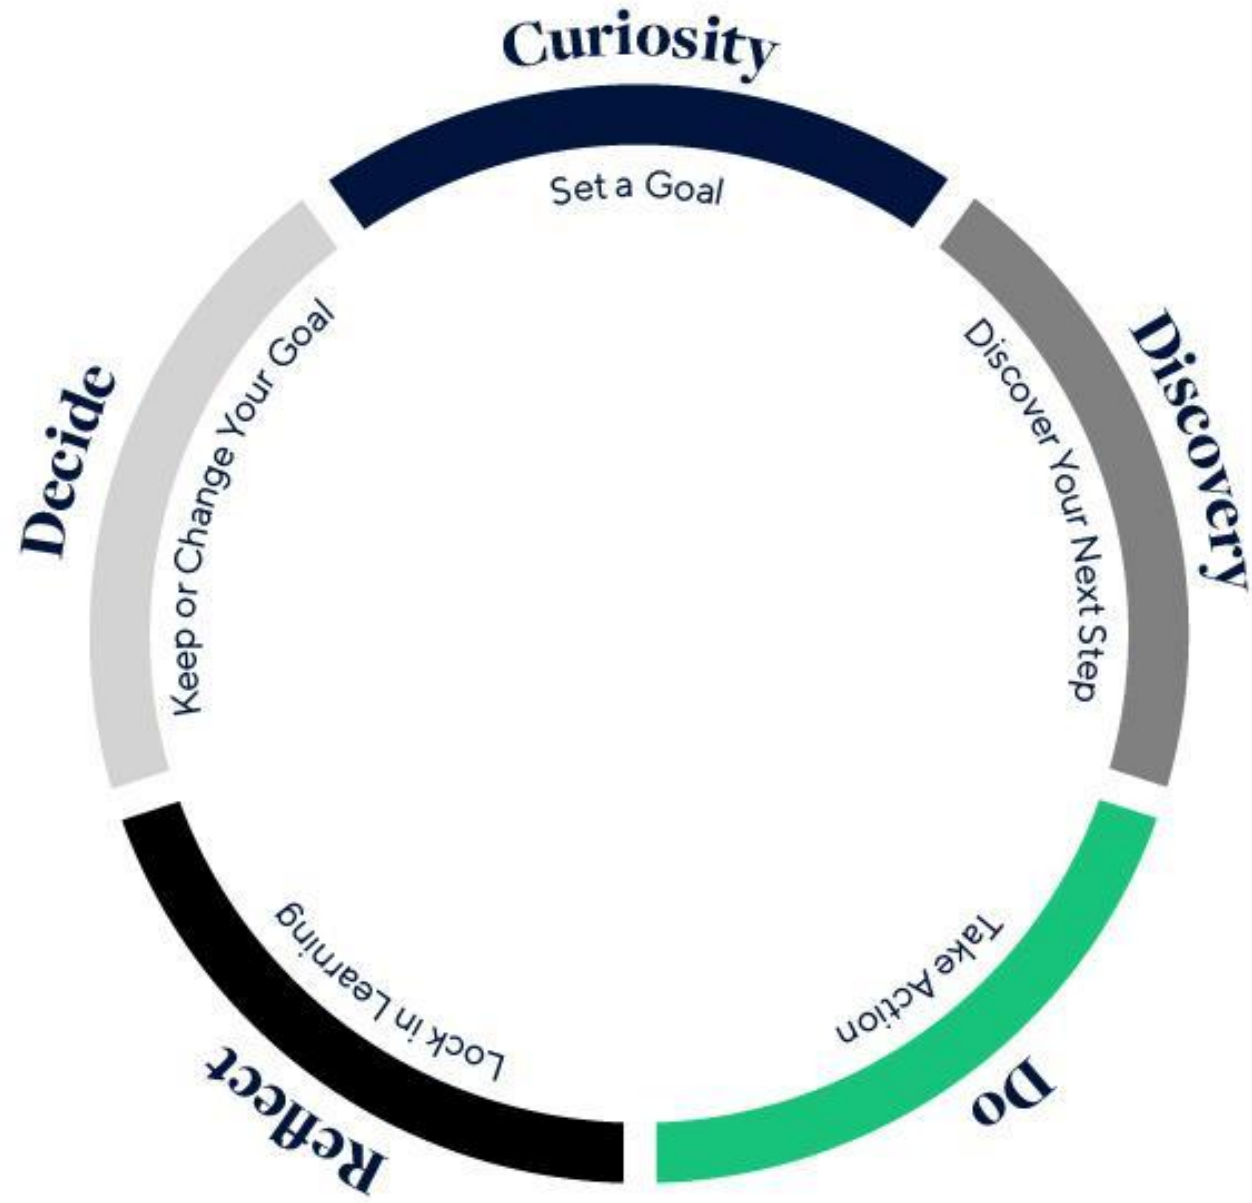 Curiosity
Set a Goal
Discovery
Discover Your Next Step
Do
Take Action
Reflect
Lock in Learning
Decide
Keep or Change Your Goal